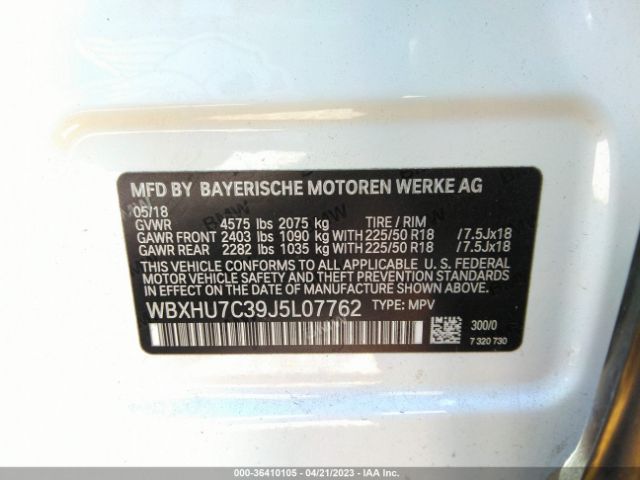 MFD BY BAYERISCHE MOTOREN WERKE AG
05/18
GVWR 4575 lbs 2075 kg TIRE / RIM
GAWR FRONT 2403 lbs 1090 kg WITH 225/50 R18 /7.5Jx18
GAWR REAR 2282 lbs 1035 kg WITH 225/50 R18 /7.5Jx18
THIS VEHICLE CONFORMS TO ALL APPLICABLE U. S. FEDERAL
MOTOR VEHICLE SAFETY AND THEFT PREVENTION STANDARDS
IN EFFECT ON THE DATE OF MANUFACTURE SHOWN ABOVE.
WBXHU7C39J5L07762 TYPE: MPV
300/0
7 320 730
000-36410105 - 04/21/2023 - IAA Inc.